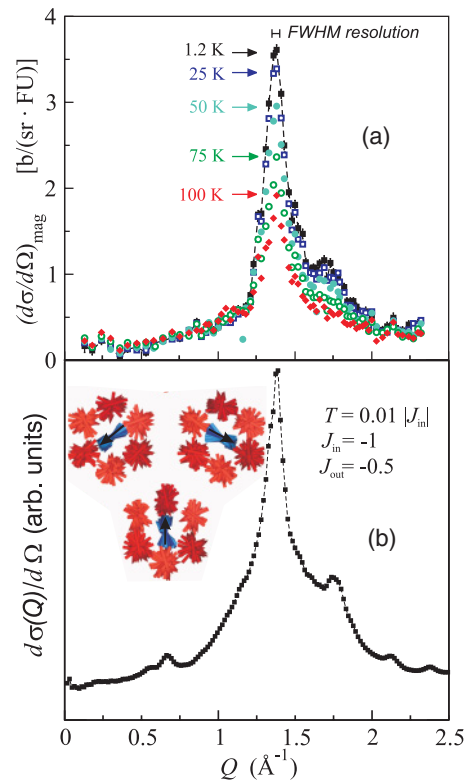 FWHM resolution
1.2 K
25 K
50 K
75 K
100 K
(a)
4
3
2
1
0
(dσ/dΩ)mag [b/(sr · FU)]
T = 0.01 |Jin|
Jin = -1
Jout = -0.5
(b)
dσ(Q)/dΩ (arb. units)
0 0.5 1 1.5 2 2.5
Q (Å⁻¹)